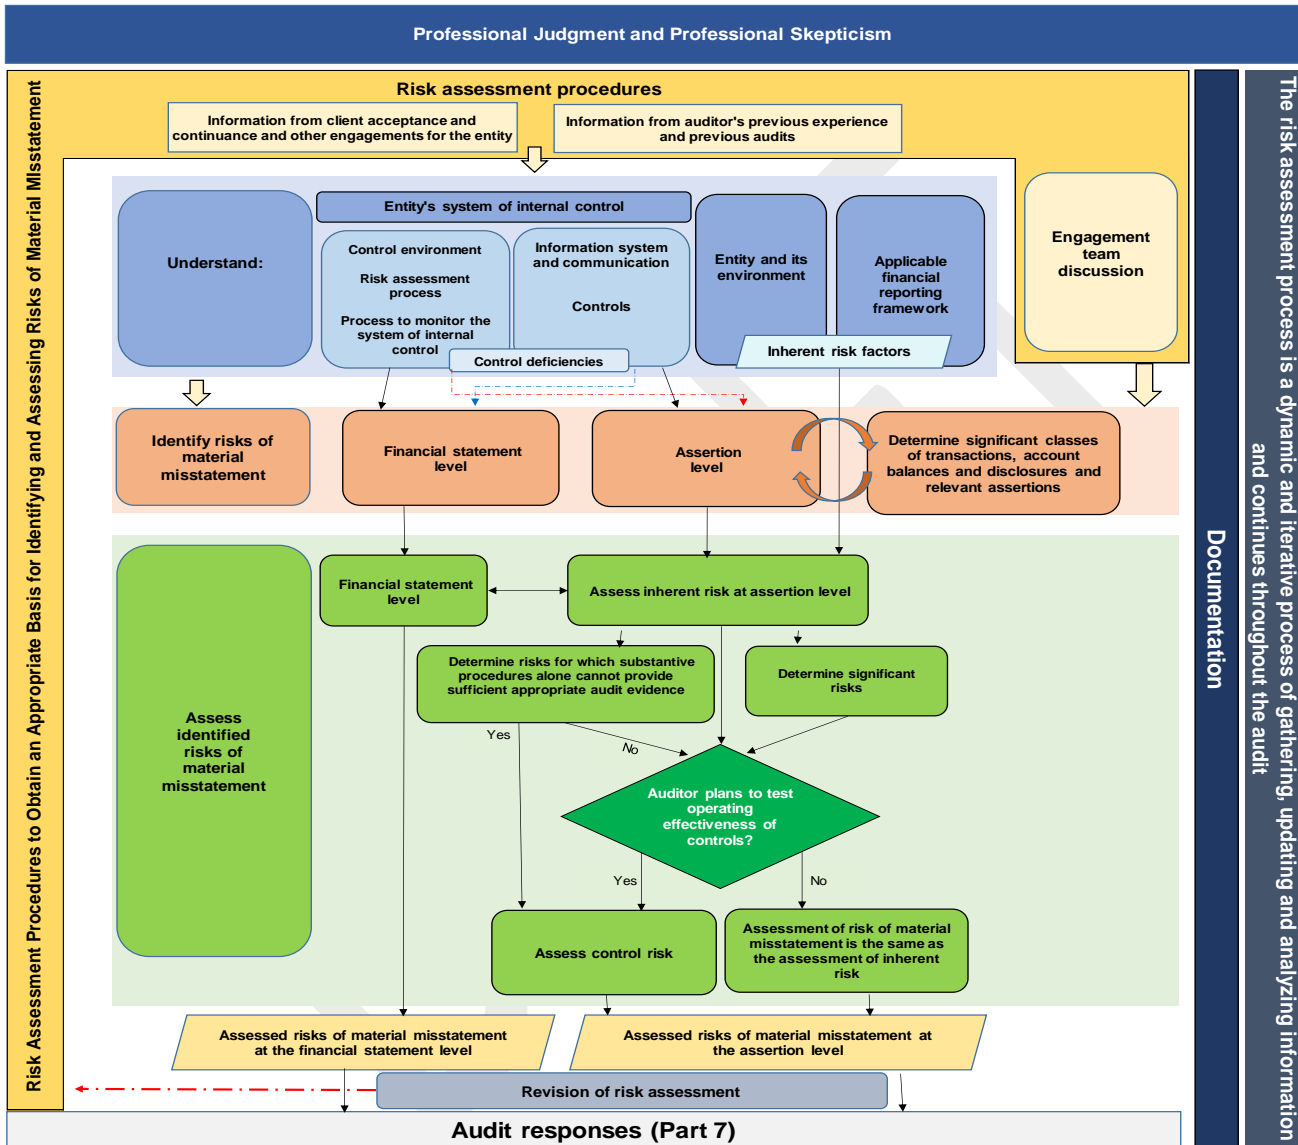 Professional Judgment and Professional Skepticism
Risk Assessment Procedures to Obtain an Appropriate Basis for Identifying and Assessing Risks of Material MIsstatement
Risk assessment procedures
Information from client acceptance and
continuance and other engagements for the entity
Information from auditor's previous experience
and previous audits
Understand:
Entity's system of internal control
Control environment
Risk assessment
process
Process to monitor the
system of internal
control
Information system
and communication
Controls
Control deficiencies
Entity and its
environment
Applicable
financial
reporting
framework
Inherent risk factors
Engagement
team
discussion
Identify risks of
material
misstatement
Financial statement
level
Assertion
level
Determine significant classes
of transactions, account
balances and disclosures and
relevant assertions
Assess
identified
risks of
material
misstatement
Financial statement
level
Assess inherent risk at assertion level
Determine risks for which substantive
procedures alone cannot provide
sufficient appropriate audit evidence
Determine significant
risks
Yes
No
Auditor plans to test
operating
effectiveness of
controls?
Yes
No
Assess control risk
Assessment of risk of material
misstatement is the same as
the assessment of inherent
risk
Assessed risks of material misstatement
at the financial statement level
Assessed risks of material misstatement at
the assertion level
Revision of risk assessment
Audit responses (Part 7)
Documentation
The risk assessment process is a dynamic and iterative process of gathering, updating and analyzing information
and continues throughout the audit